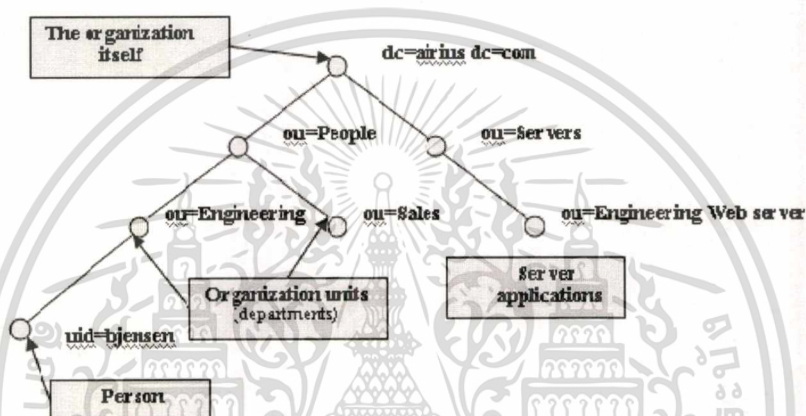 The organization
itself
dc=airius dc=com
ou=People
ou=Servers
ou=Engineering
ou=Sales
ou=Engineering Web server
Organization units
(departments)
Server
applications
uid=bjensen
Person